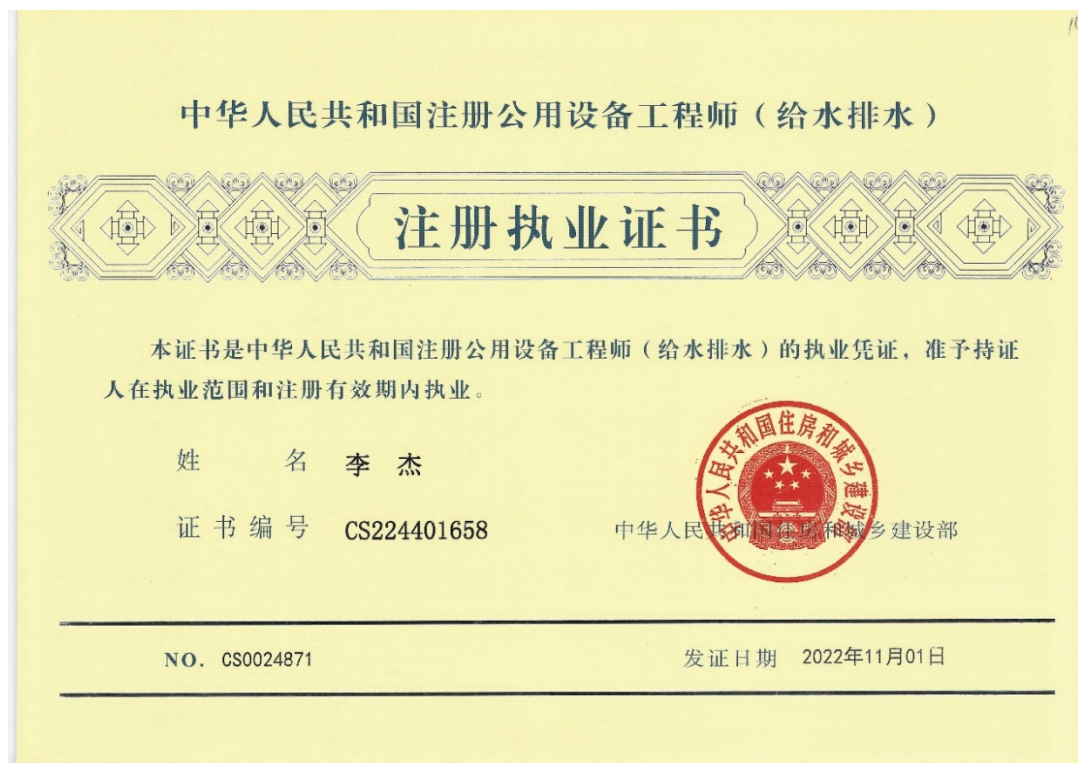 中华人民共和国注册公用设备工程师（给水排水）
注册执业证书
本证书是中华人民共和国注册公用设备工程师（给水排水）的执业凭证，准予持证
人在执业范围和注册有效期内执业。
姓 名 李 杰
证书编号 CS224401658
中华人民共和国住房和城乡建设部
中华人民共和国住房和城乡建设部
NO. CS0024871
发证日期 2022年11月01日